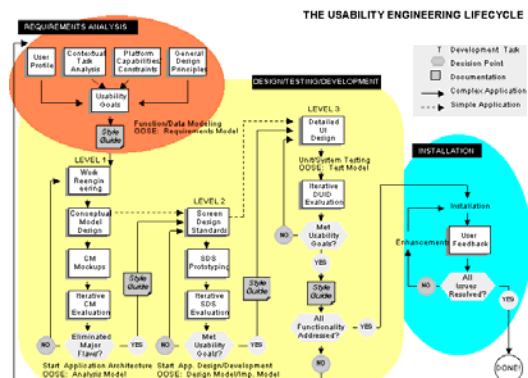 THE USABILITY ENGINEERING LIFECYCLE
REQUIREMENTS ANALYSIS
User
Profile
Contextual
Task
Analysis
Platform
Capabilities/
Constraints
General
Design
Principles
Usability
Goals
Style
Guide
Function/Data Modeling
OOSE: Requirements Model
T Development Task
Decision Point
Documentation
Complex Application
Simple Application
DESIGN/TESTING/DEVELOPMENT
LEVEL 1
Work
Reengi-
neering
Conceptual
Model
Design
CM
Mockups
Iterative
CM
Evaluation
Eliminated
Major
Flaws?
NO
YES
Style
Guide
Start Application Architecture
OOSE: Analysis Model
LEVEL 2
Screen
Design
Standards
SDS
Prototyping
Iterative
SDS
Evaluation
Met
Usability
Goals?
NO
YES
Style
Guide
Start App. Design/Development
OOSE: Design Model/Imp. Model
LEVEL 3
Detailed
UI
Design
Unit/System Testing
OOSE: Test Model
Iterative
DUID
Evaluation
Met
Usability
Goals?
NO
YES
Style
Guide
All
Functionality
Addressed?
NO
YES
INSTALLATION
Installation
Enhancements
User
Feedback
All
Issues
Resolved?
NO
YES
DONE!